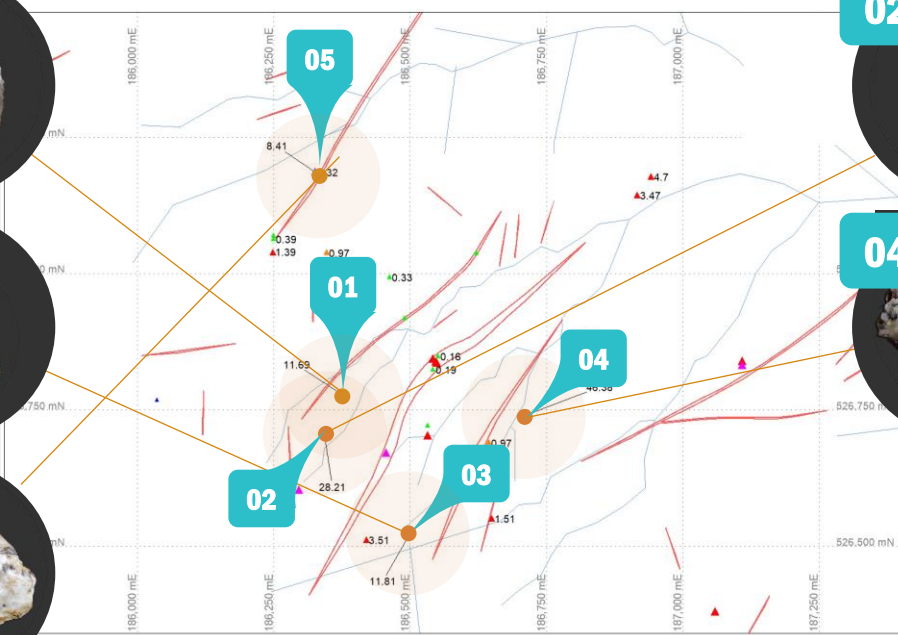 02
186,000 mE
186,250 mE
186,500 mE
186,750 mE
187,000 mE
05
mN
8.41
32
4.7
3.47
0.39
1.39
0.97
04
01
0.33
0.16
0.19
11.69
04
46.38
750 mN
526,750 mN
0.97
03
02
28.21
1.51
3.51
mN
526,500 mN
11.81
186,000 mE
186,250 mE
186,500 mE
186,750 mE
187,000 mE
187,250 mE